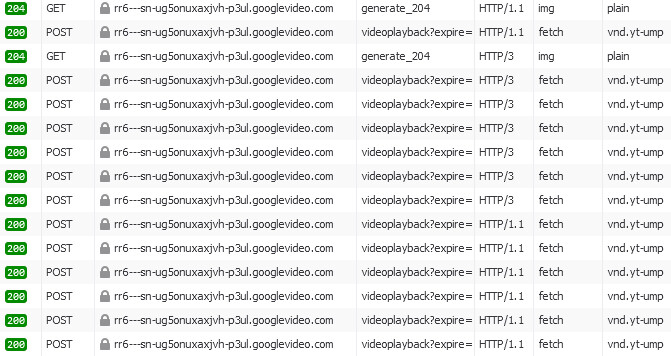 204 GET rr6---sn-ug5onuxaxjvh-p3ul.googlevideo.com generate_204 HTTP/1.1 img plain
200 POST rr6---sn-ug5onuxaxjvh-p3ul.googlevideo.com videoplayback?expire= HTTP/1.1 fetch vnd.yt-ump
204 GET rr6---sn-ug5onuxaxjvh-p3ul.googlevideo.com generate_204 HTTP/3 img plain
200 POST rr6---sn-ug5onuxaxjvh-p3ul.googlevideo.com videoplayback?expire= HTTP/3 fetch vnd.yt-ump
200 POST rr6---sn-ug5onuxaxjvh-p3ul.googlevideo.com videoplayback?expire= HTTP/3 fetch vnd.yt-ump
200 POST rr6---sn-ug5onuxaxjvh-p3ul.googlevideo.com videoplayback?expire= HTTP/3 fetch vnd.yt-ump
200 POST rr6---sn-ug5onuxaxjvh-p3ul.googlevideo.com videoplayback?expire= HTTP/3 fetch vnd.yt-ump
200 POST rr6---sn-ug5onuxaxjvh-p3ul.googlevideo.com videoplayback?expire= HTTP/3 fetch vnd.yt-ump
200 POST rr6---sn-ug5onuxaxjvh-p3ul.googlevideo.com videoplayback?expire= HTTP/3 fetch vnd.yt-ump
200 POST rr6---sn-ug5onuxaxjvh-p3ul.googlevideo.com videoplayback?expire= HTTP/1.1 fetch vnd.yt-ump
200 POST rr6---sn-ug5onuxaxjvh-p3ul.googlevideo.com videoplayback?expire= HTTP/1.1 fetch vnd.yt-ump
200 POST rr6---sn-ug5onuxaxjvh-p3ul.googlevideo.com videoplayback?expire= HTTP/1.1 fetch vnd.yt-ump
200 POST rr6---sn-ug5onuxaxjvh-p3ul.googlevideo.com videoplayback?expire= HTTP/1.1 fetch vnd.yt-ump
200 POST rr6---sn-ug5onuxaxjvh-p3ul.googlevideo.com videoplayback?expire= HTTP/1.1 fetch vnd.yt-ump
200 POST rr6---sn-ug5onuxaxjvh-p3ul.googlevideo.com videoplayback?expire= HTTP/1.1 fetch vnd.yt-ump